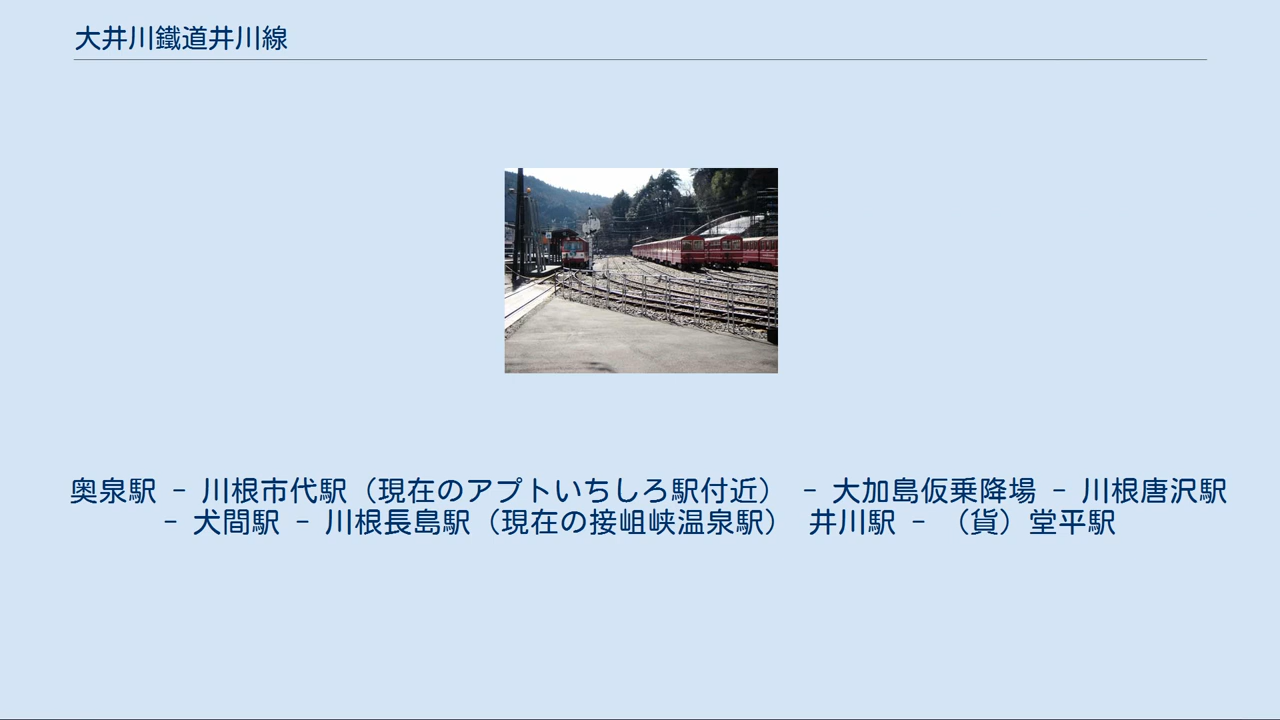 大井川鐵道井川線
奥泉駅 - 川根市代駅（現在のアプトいちしろ駅付近） - 大加島仮乗降場 - 川根唐沢駅
- 犬間駅 - 川根長島駅（現在の接岨峡温泉駅） 井川駅 - （貨）堂平駅